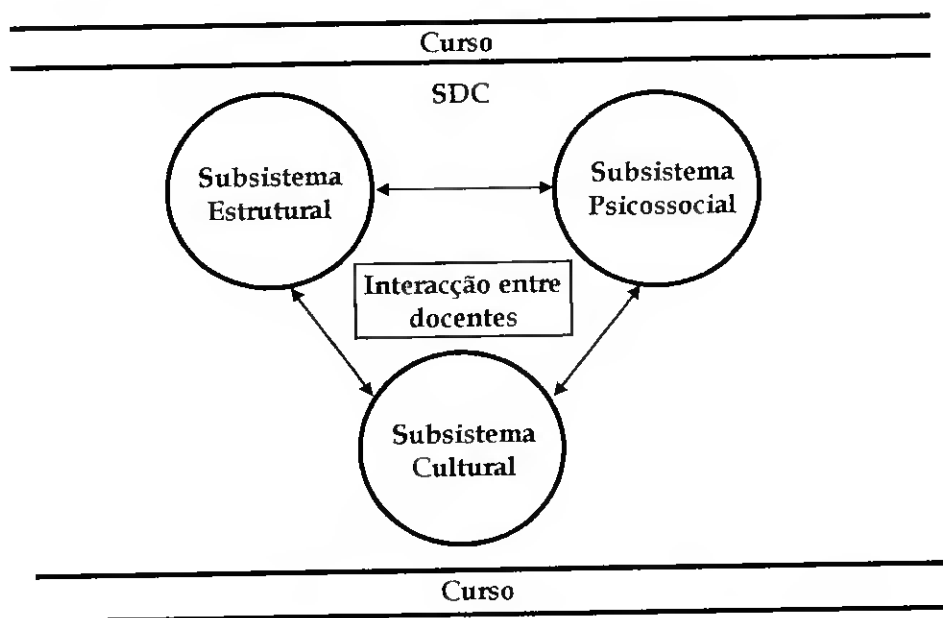 Curso
SDC
Subsistema
Estrutural
Subsistema
Psicossocial
Interacção entre
docentes
Subsistema
Cultural
Curso